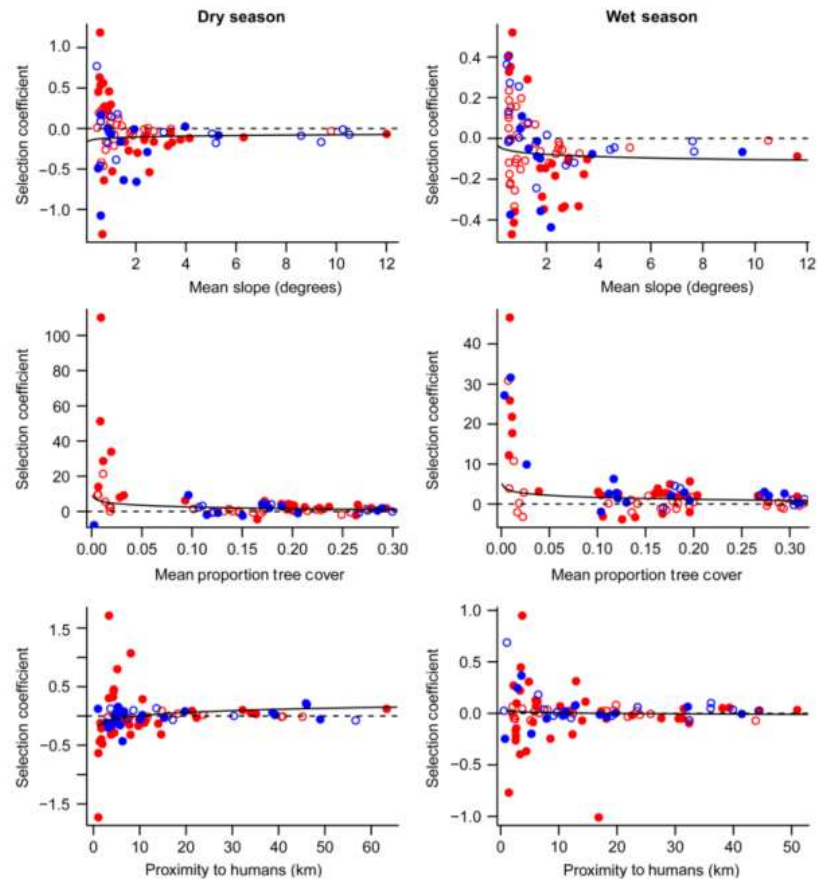 Dry season
Wet season
Selection coefficient
1.0
0.5
0.0
−0.5
−1.0
2 4 6 8 10 12
Mean slope (degrees)
Selection coefficient
0.4
0.2
0.0
−0.2
−0.4
2 4 6 8 10 12
Mean slope (degrees)
Selection coefficient
100
80
60
40
20
0
0.00 0.05 0.10 0.15 0.20 0.25 0.30
Mean proportion tree cover
Selection coefficient
40
30
20
10
0
0.00 0.05 0.10 0.15 0.20 0.25 0.30
Mean proportion tree cover
Selection coefficient
1.5
0.5
−0.5
−1.5
0 10 20 30 40 50 60
Proximity to humans (km)
Selection coefficient
1.0
0.5
0.0
−0.5
−1.0
0 10 20 30 40 50
Proximity to humans (km)